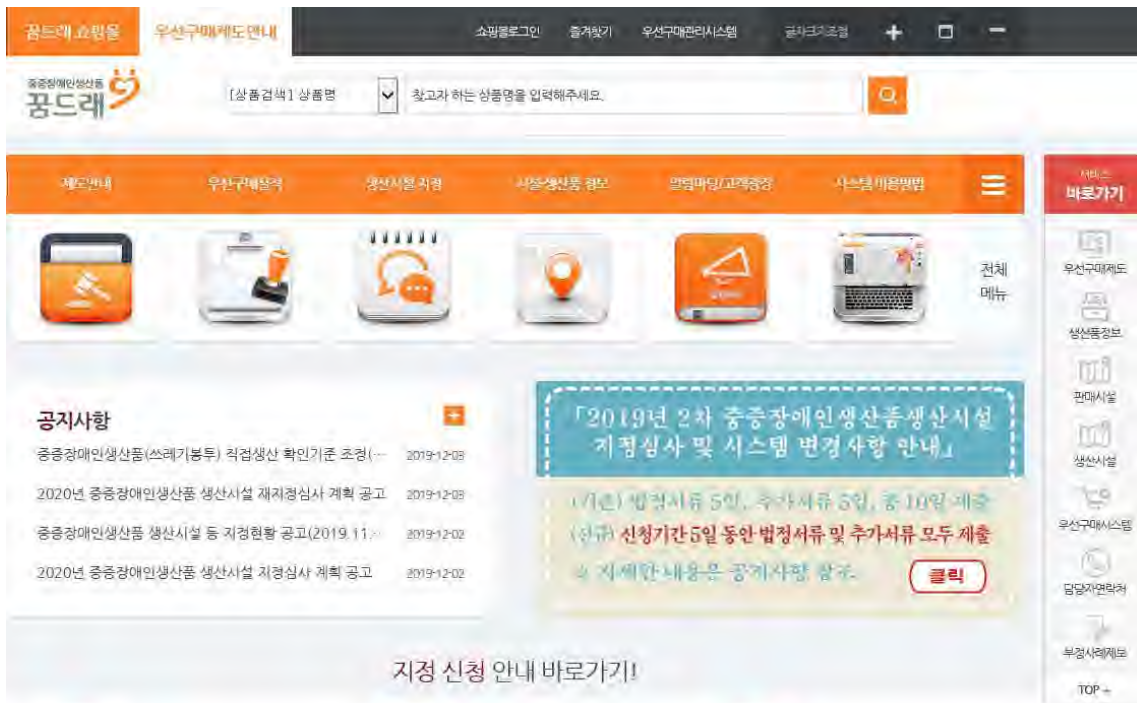 꿈드래 쇼핑몰 우선구매제도안내 쇼핑몰로그인 즐겨찾기 우선구매관리시스템 글자크기조절
중증장애인생산품
꿈드래
[상품검색] 상품명 찾고자 하는 상품명을 입력해주세요.
제도안내 우선구매실적 생산시설 지정 시설·생산품 정보 알림마당/고객광장 시스템 이용방법
서비스
바로가기
전체
메뉴
우선구매제도
생산품정보
판매시설
생산시설
우선구매시스템
담당자연락처
부정사례제보
TOP
공지사항
중증장애인생산품(쓰레기봉투) 직접생산 확인기준 조정(… 2019-12-03
2020년 중증장애인생산품 생산시설 재지정심사 계획 공고 2019-12-03
중증장애인생산품 생산시설 등 지정현황 공고(2019.11.… 2019-12-02
2020년 중증장애인생산품 생산시설 지정심사 계획 공고 2019-12-02
「2019년 2차 중증장애인생산품생산시설
지정심사 및 시스템 변경사항 안내」
(기존) 법정서류 5일, 추가서류 5일, 총 10일 제출
(신규) 신청기간 5일 동안 법정서류 및 추가서류 모두 제출
※ 자세한 내용은 공지사항 참고.
클릭
지정 신청 안내 바로가기!